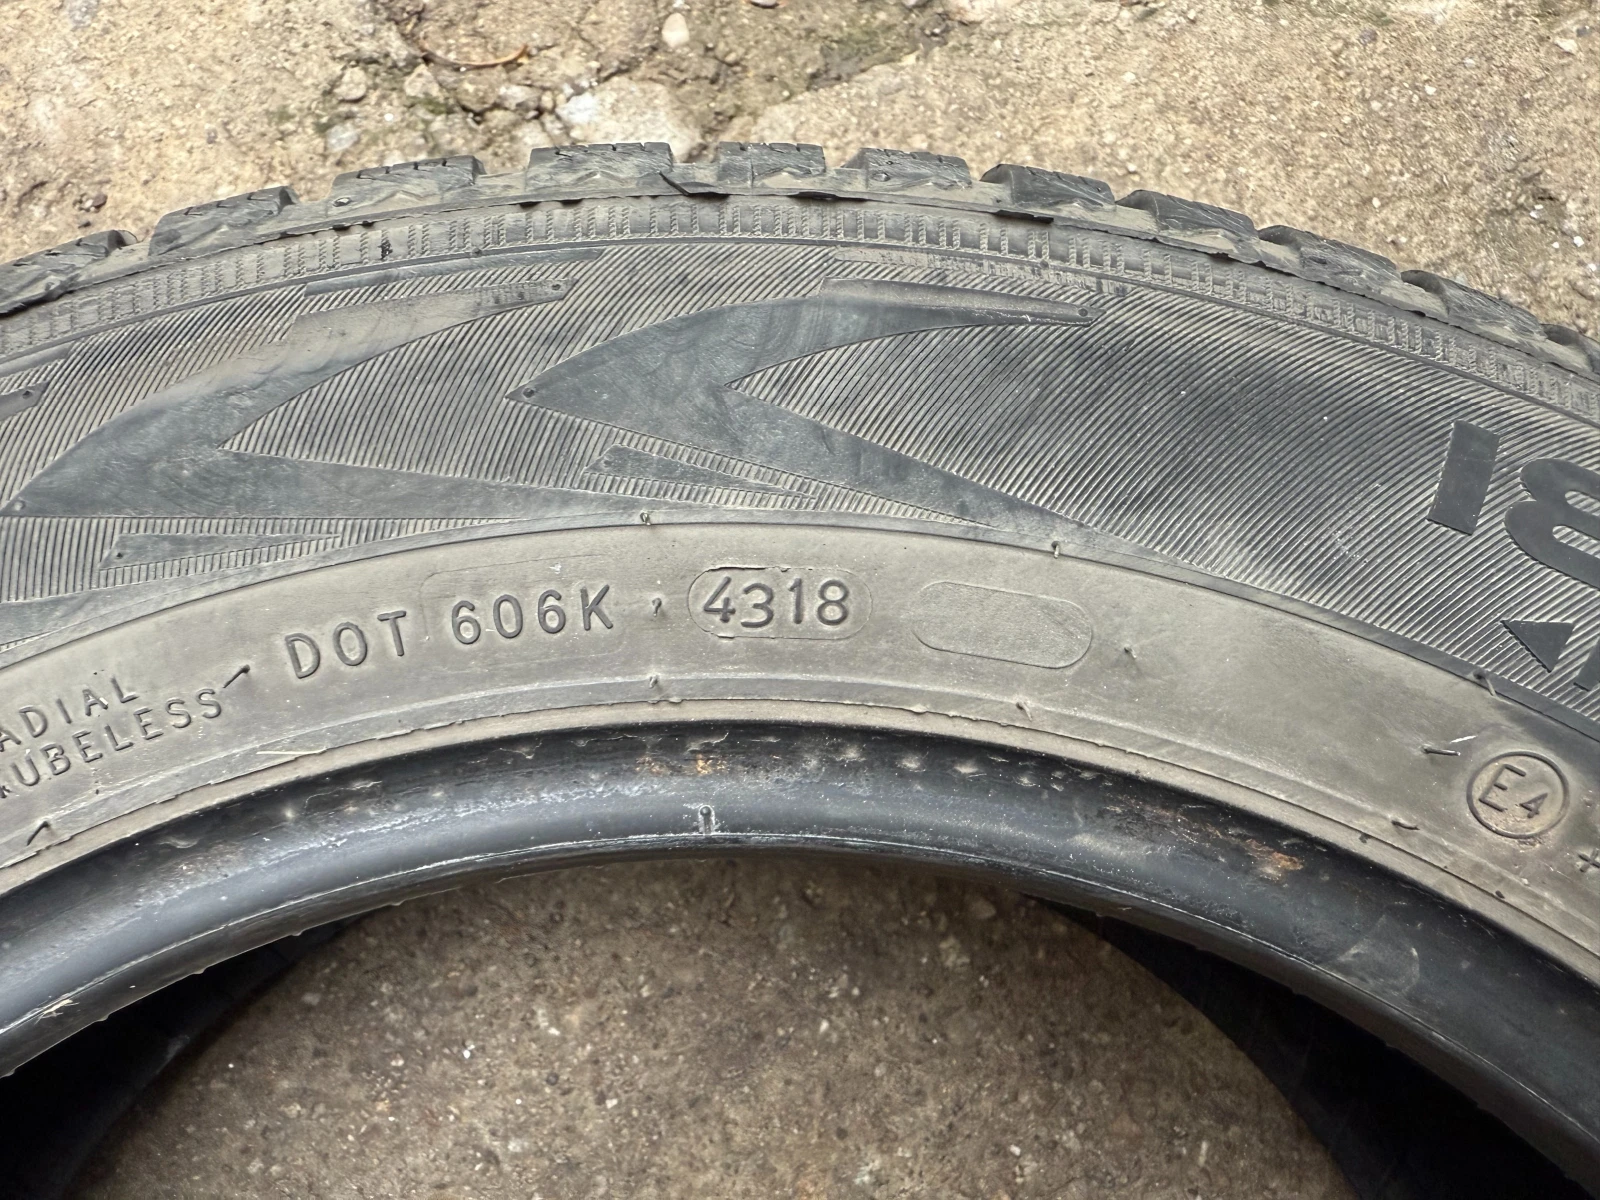 ADIAL
UBELESS
DOT 606K 4318
E4